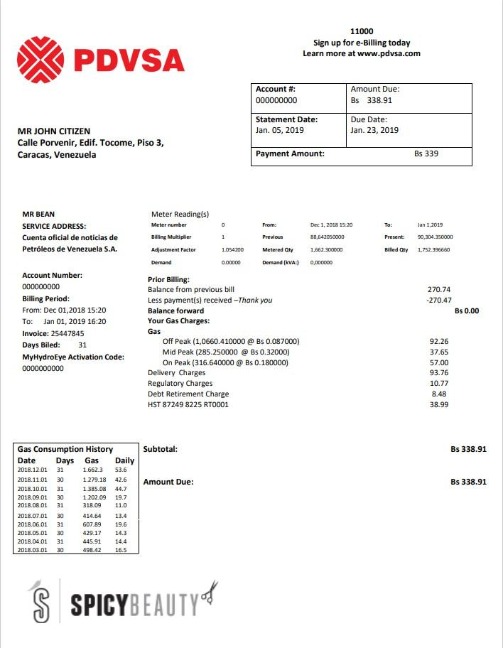 11000
Sign up for e-Billing today
Learn more at www.pdvsa.com
PDVSA
Account #:
000000000
Amount Due:
Bs 338.91
Statement Date:
Jan. 05, 2019
Due Date:
Jan. 23, 2019
Payment Amount: Bs 339
MR JOHN CITIZEN
Calle Porvenir, Edif. Tocome, Piso 3,
Caracas, Venezuela
MR BEAN
SERVICE ADDRESS:
Cuenta oficial de noticias de
Petróleos de Venezuela S.A.
Account Number:
000000000
Billing Period:
From: Dec 01,2018 15:20
To: Jan 01, 2019 16:20
Invoice: 25447845
Days Biled: 31
MyHydroEye Activation Code:
0000000000
Meter Reading(s)
Meter number 0 From: Dec 1, 2018 15:20 To: Jan 1,2019
Billing Multiplier 1 Previous 88,642050000 Present: 90,304.350000
Adjustment Factor 1.054200 Metered Qty 1,662.300000 Billed Qty 1,752.396660
Demand 0,00000 Demand (kVA:) 0,000000
Prior Billing:
Balance from previous bill 270.74
Less payment(s) received –Thank you -270.47
Balance forward Bs 0.00
Your Gas Charges:
Gas
Off Peak (1,0660.410000 @ Bs 0.087000) 92.26
Mid Peak (285.250000 @ Bs 0.32000) 37.65
On Peak (316.640000 @ Bs 0.180000) 57.00
Delivery Charges 93.76
Regulatory Charges 10.77
Debt Retirement Charge 8.48
HST 87249 8225 RT0001 38.99
Gas Consumption History
Date Days Gas Daily
2018.12.01 31 1.662.3 53.6
2018.11.01 30 1.279.18 42.6
2018.10.01 31 1.385.08 44.7
2018.09.01 30 1.202.09 19.7
2018.08.01 31 318.09 11.0
2018.07.01 30 414.64 13.4
2018.06.01 31 607.89 19.6
2018.05.01 30 429.17 14.3
2018.04.01 31 445.91 14.4
2018.03.01 30 498.42 16.5
Subtotal: Bs 338.91
Amount Due: Bs 338.91
S SPICYBEAUTY